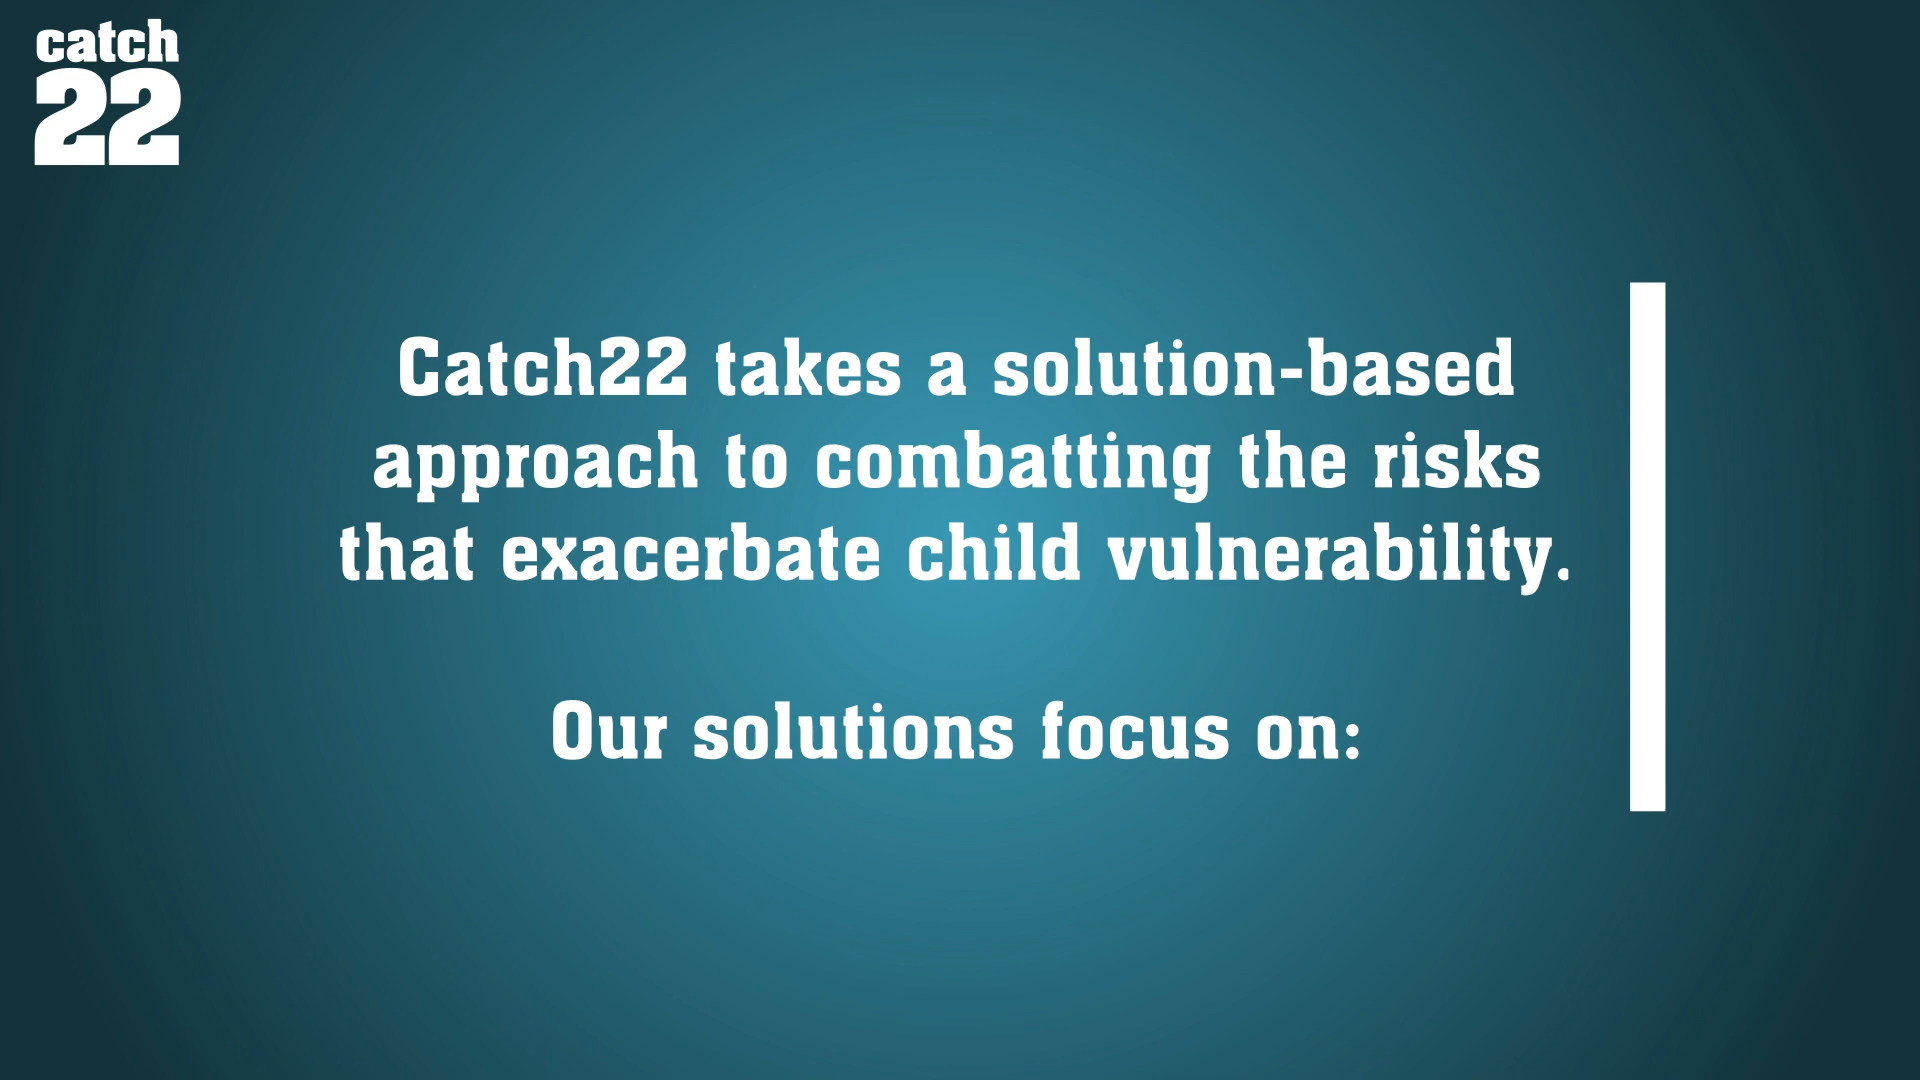 catch
22
Catch22 takes a solution-based
approach to combatting the risks
that exacerbate child vulnerability.
Our solutions focus on: